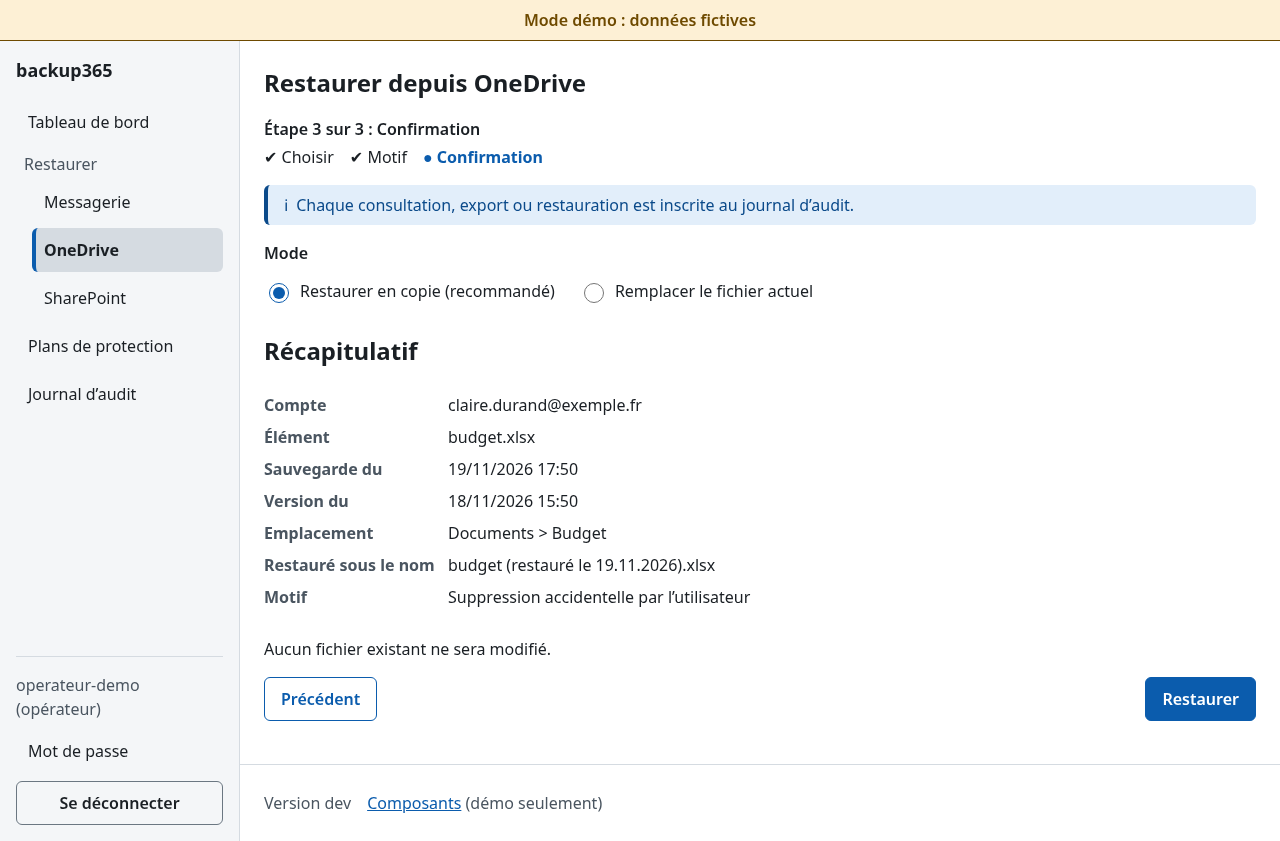 Mode démo : données fictives
backup365
Tableau de bord
Restaurer
Messagerie
OneDrive
SharePoint
Plans de protection
Journal d’audit
operateur-demo
(opérateur)
Mot de passe
Se déconnecter
Restaurer depuis OneDrive
Étape 3 sur 3 : Confirmation
✔ Choisir ✔ Motif ● Confirmation
i Chaque consultation, export ou restauration est inscrite au journal d’audit.
Mode
Restaurer en copie (recommandé) Remplacer le fichier actuel
Récapitulatif
Compte claire.durand@exemple.fr
Élément budget.xlsx
Sauvegarde du 19/11/2026 17:50
Version du 18/11/2026 15:50
Emplacement Documents > Budget
Restauré sous le nom budget (restauré le 19.11.2026).xlsx
Motif Suppression accidentelle par l’utilisateur
Aucun fichier existant ne sera modifié.
Précédent Restaurer
Version dev Composants (démo seulement)